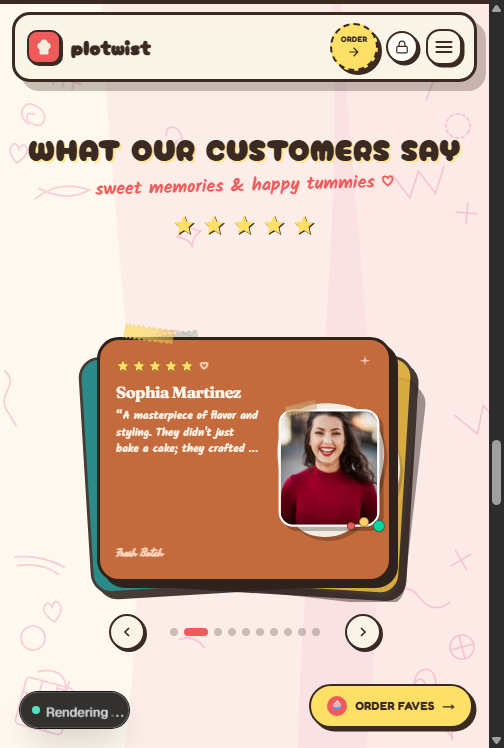 plotwist
ORDER
→
WHAT OUR CUSTOMERS SAY
sweet memories & happy tummies ♡
Sophia Martinez
“A masterpiece of flavor and
styling. They didn't just
bake a cake; they crafted ...
Fresh Batch
Rendering ...
ORDER FAVES →